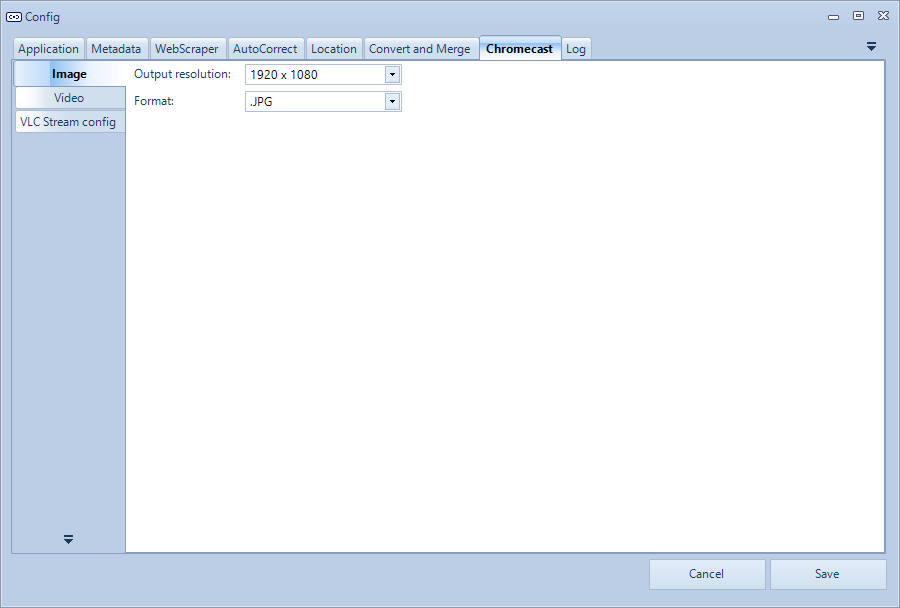 Config
Application Metadata WebScraper AutoCorrect Location Convert and Merge Chromecast Log
Image
Output resolution: 1920 x 1080
Video
Format: .JPG
VLC Stream config
Cancel Save